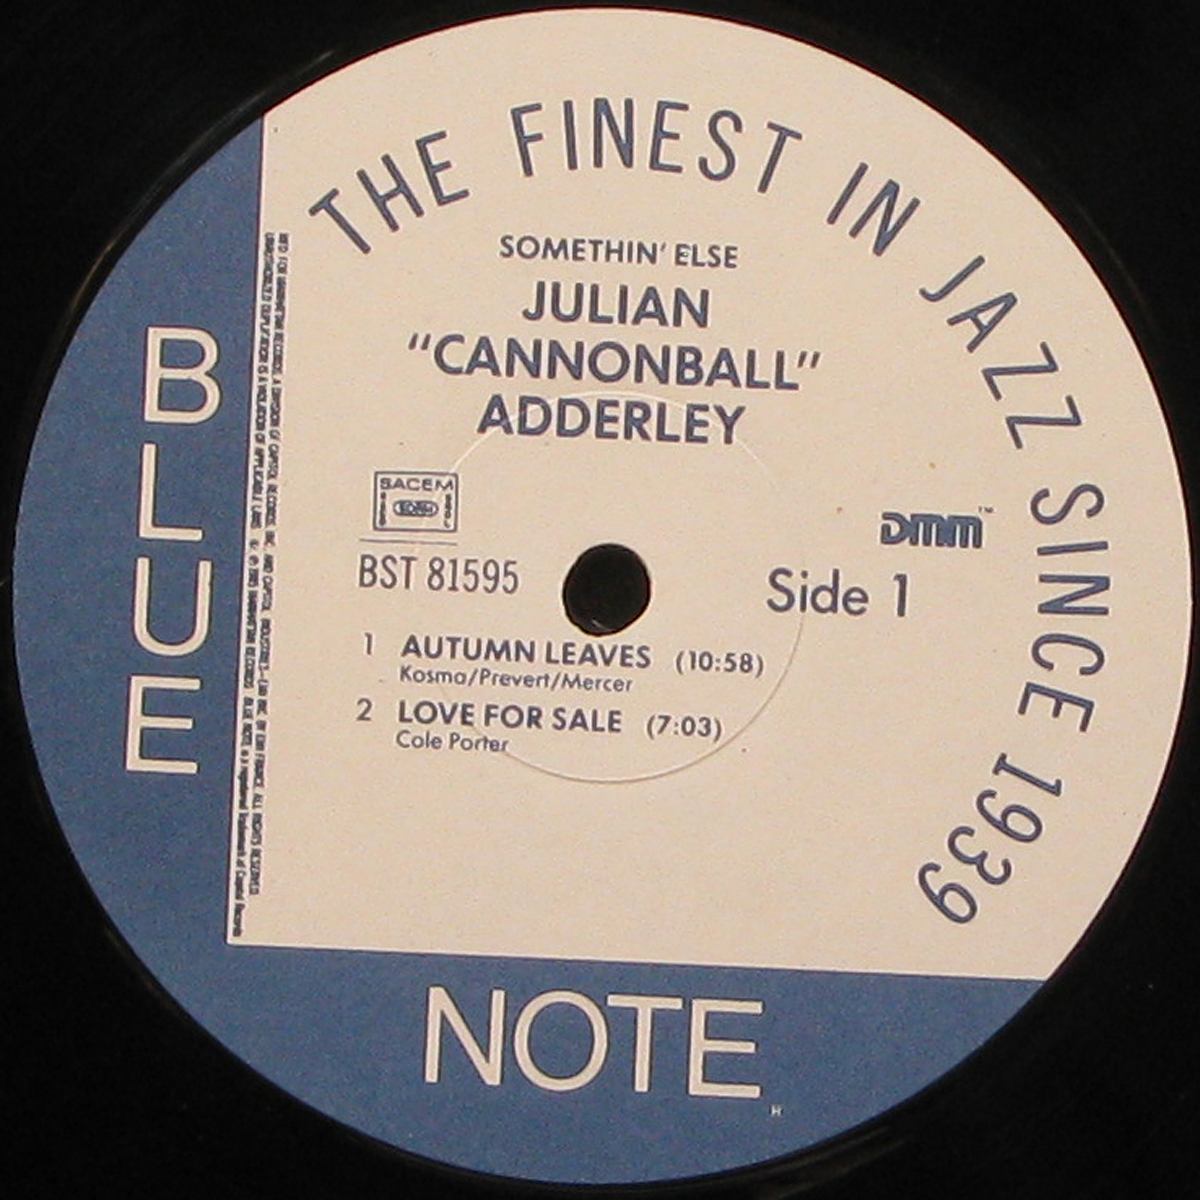 THE FINEST IN JAZZ SINCE 1939
SOMETHIN' ELSE
JULIAN
"CANNONBALL"
ADDERLEY
SACEM
DMM™
BST 81595
Side 1
1 AUTUMN LEAVES (10:58)
Kosma/Prevert/Mercer
2 LOVE FOR SALE (7:03)
Cole Porter
BLUE
NOTE